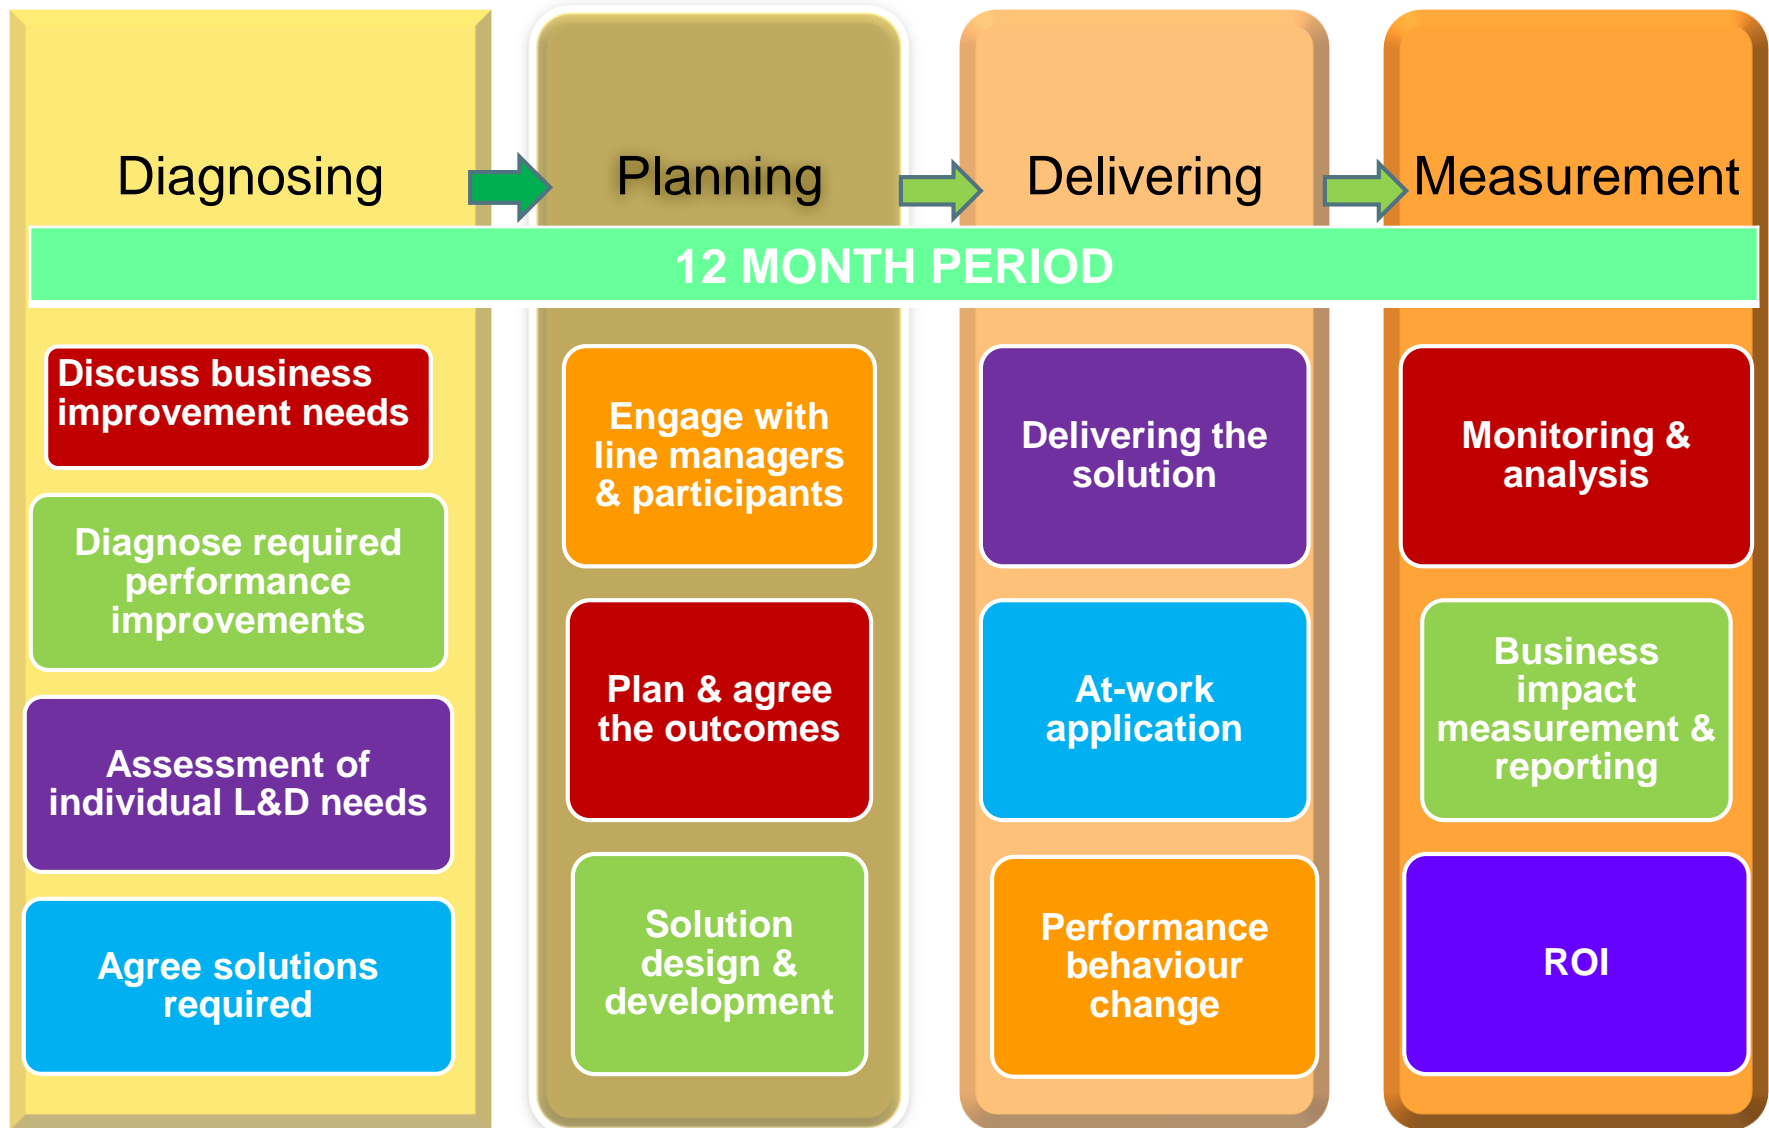 Diagnosing
Planning
Delivering
Measurement
12 MONTH PERIOD
Discuss business
improvement needs
Diagnose required
performance
improvements
Assessment of
individual L&D needs
Agree solutions
required
Engage with
line managers
& participants
Plan & agree
the outcomes
Solution
design &
development
Delivering the
solution
At-work
application
Performance
behaviour
change
Monitoring &
analysis
Business
impact
measurement &
reporting
ROI